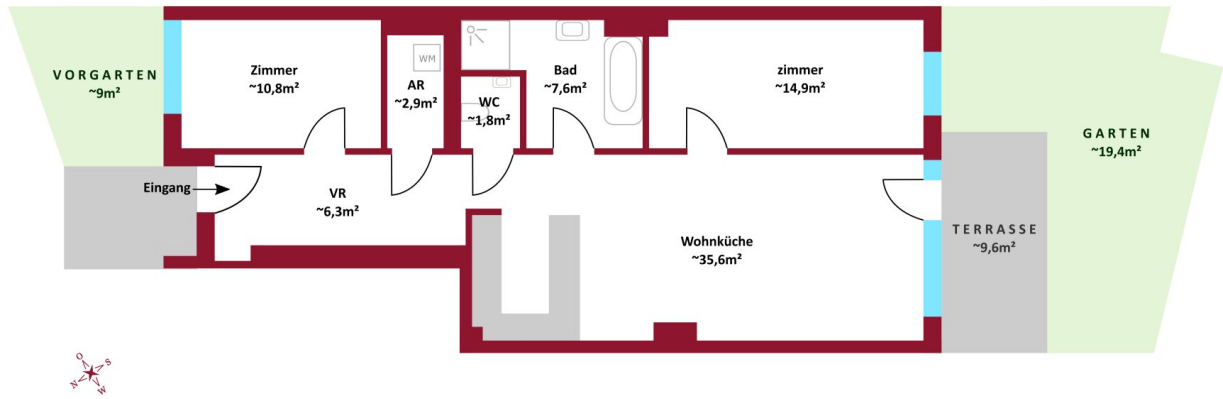 VORGARTEN
~9m²
Zimmer
~10,8m²
WM
AR
~2,9m²
WC
~1,8m²
Bad
~7,6m²
zimmer
~14,9m²
GARTEN
~19,4m²
Eingang
VR
~6,3m²
Wohnküche
~35,6m²
TERRASSE
~9,6m²
O
S
N
W